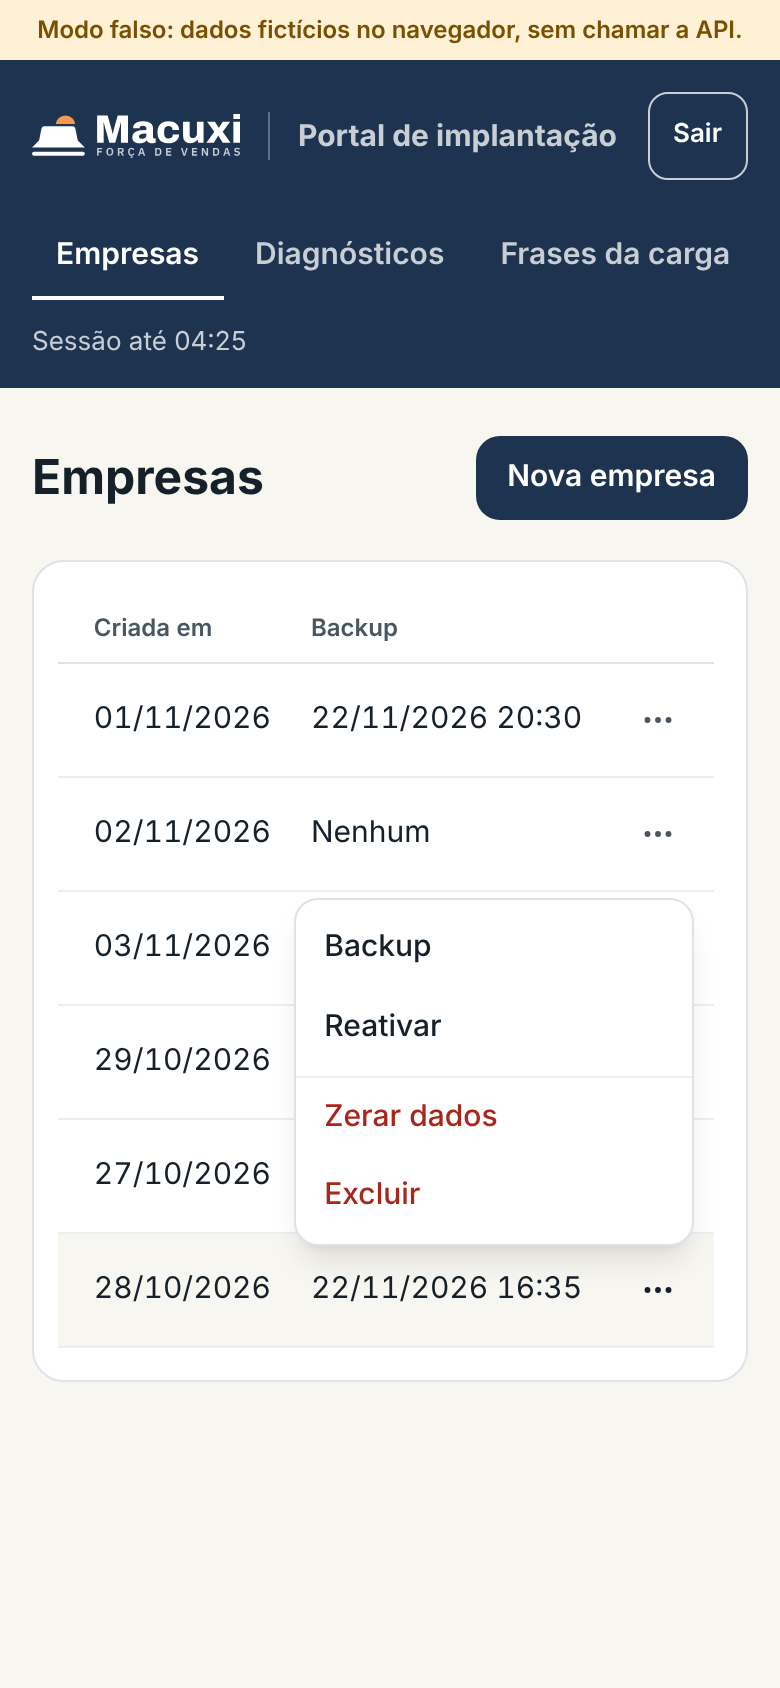 Modo falso: dados fictícios no navegador, sem chamar a API.
Macuxi
FORÇA DE VENDAS
Portal de implantação
Sair
Empresas Diagnósticos Frases da carga
Sessão até 04:25
Empresas
Nova empresa
Criada em Backup
01/11/2026 22/11/2026 20:30 ...
02/11/2026 Nenhum ...
03/11/2026
Backup
29/10/2026
Reativar
Zerar dados
27/10/2026
Excluir
28/10/2026 22/11/2026 16:35 ...